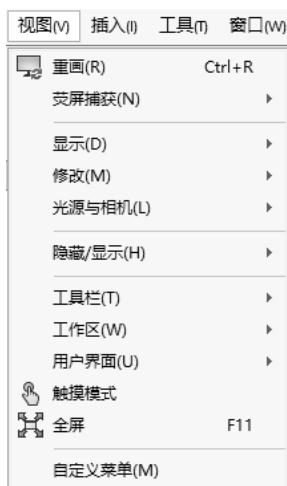 视图(V) 插入(I) 工具(T) 窗口(W)
重画(R) Ctrl+R
荧屏捕获(N)
显示(D)
修改(M)
光源与相机(L)
隐藏/显示(H)
工具栏(T)
工作区(W)
用户界面(U)
触摸模式
全屏 F11
自定义菜单(M)